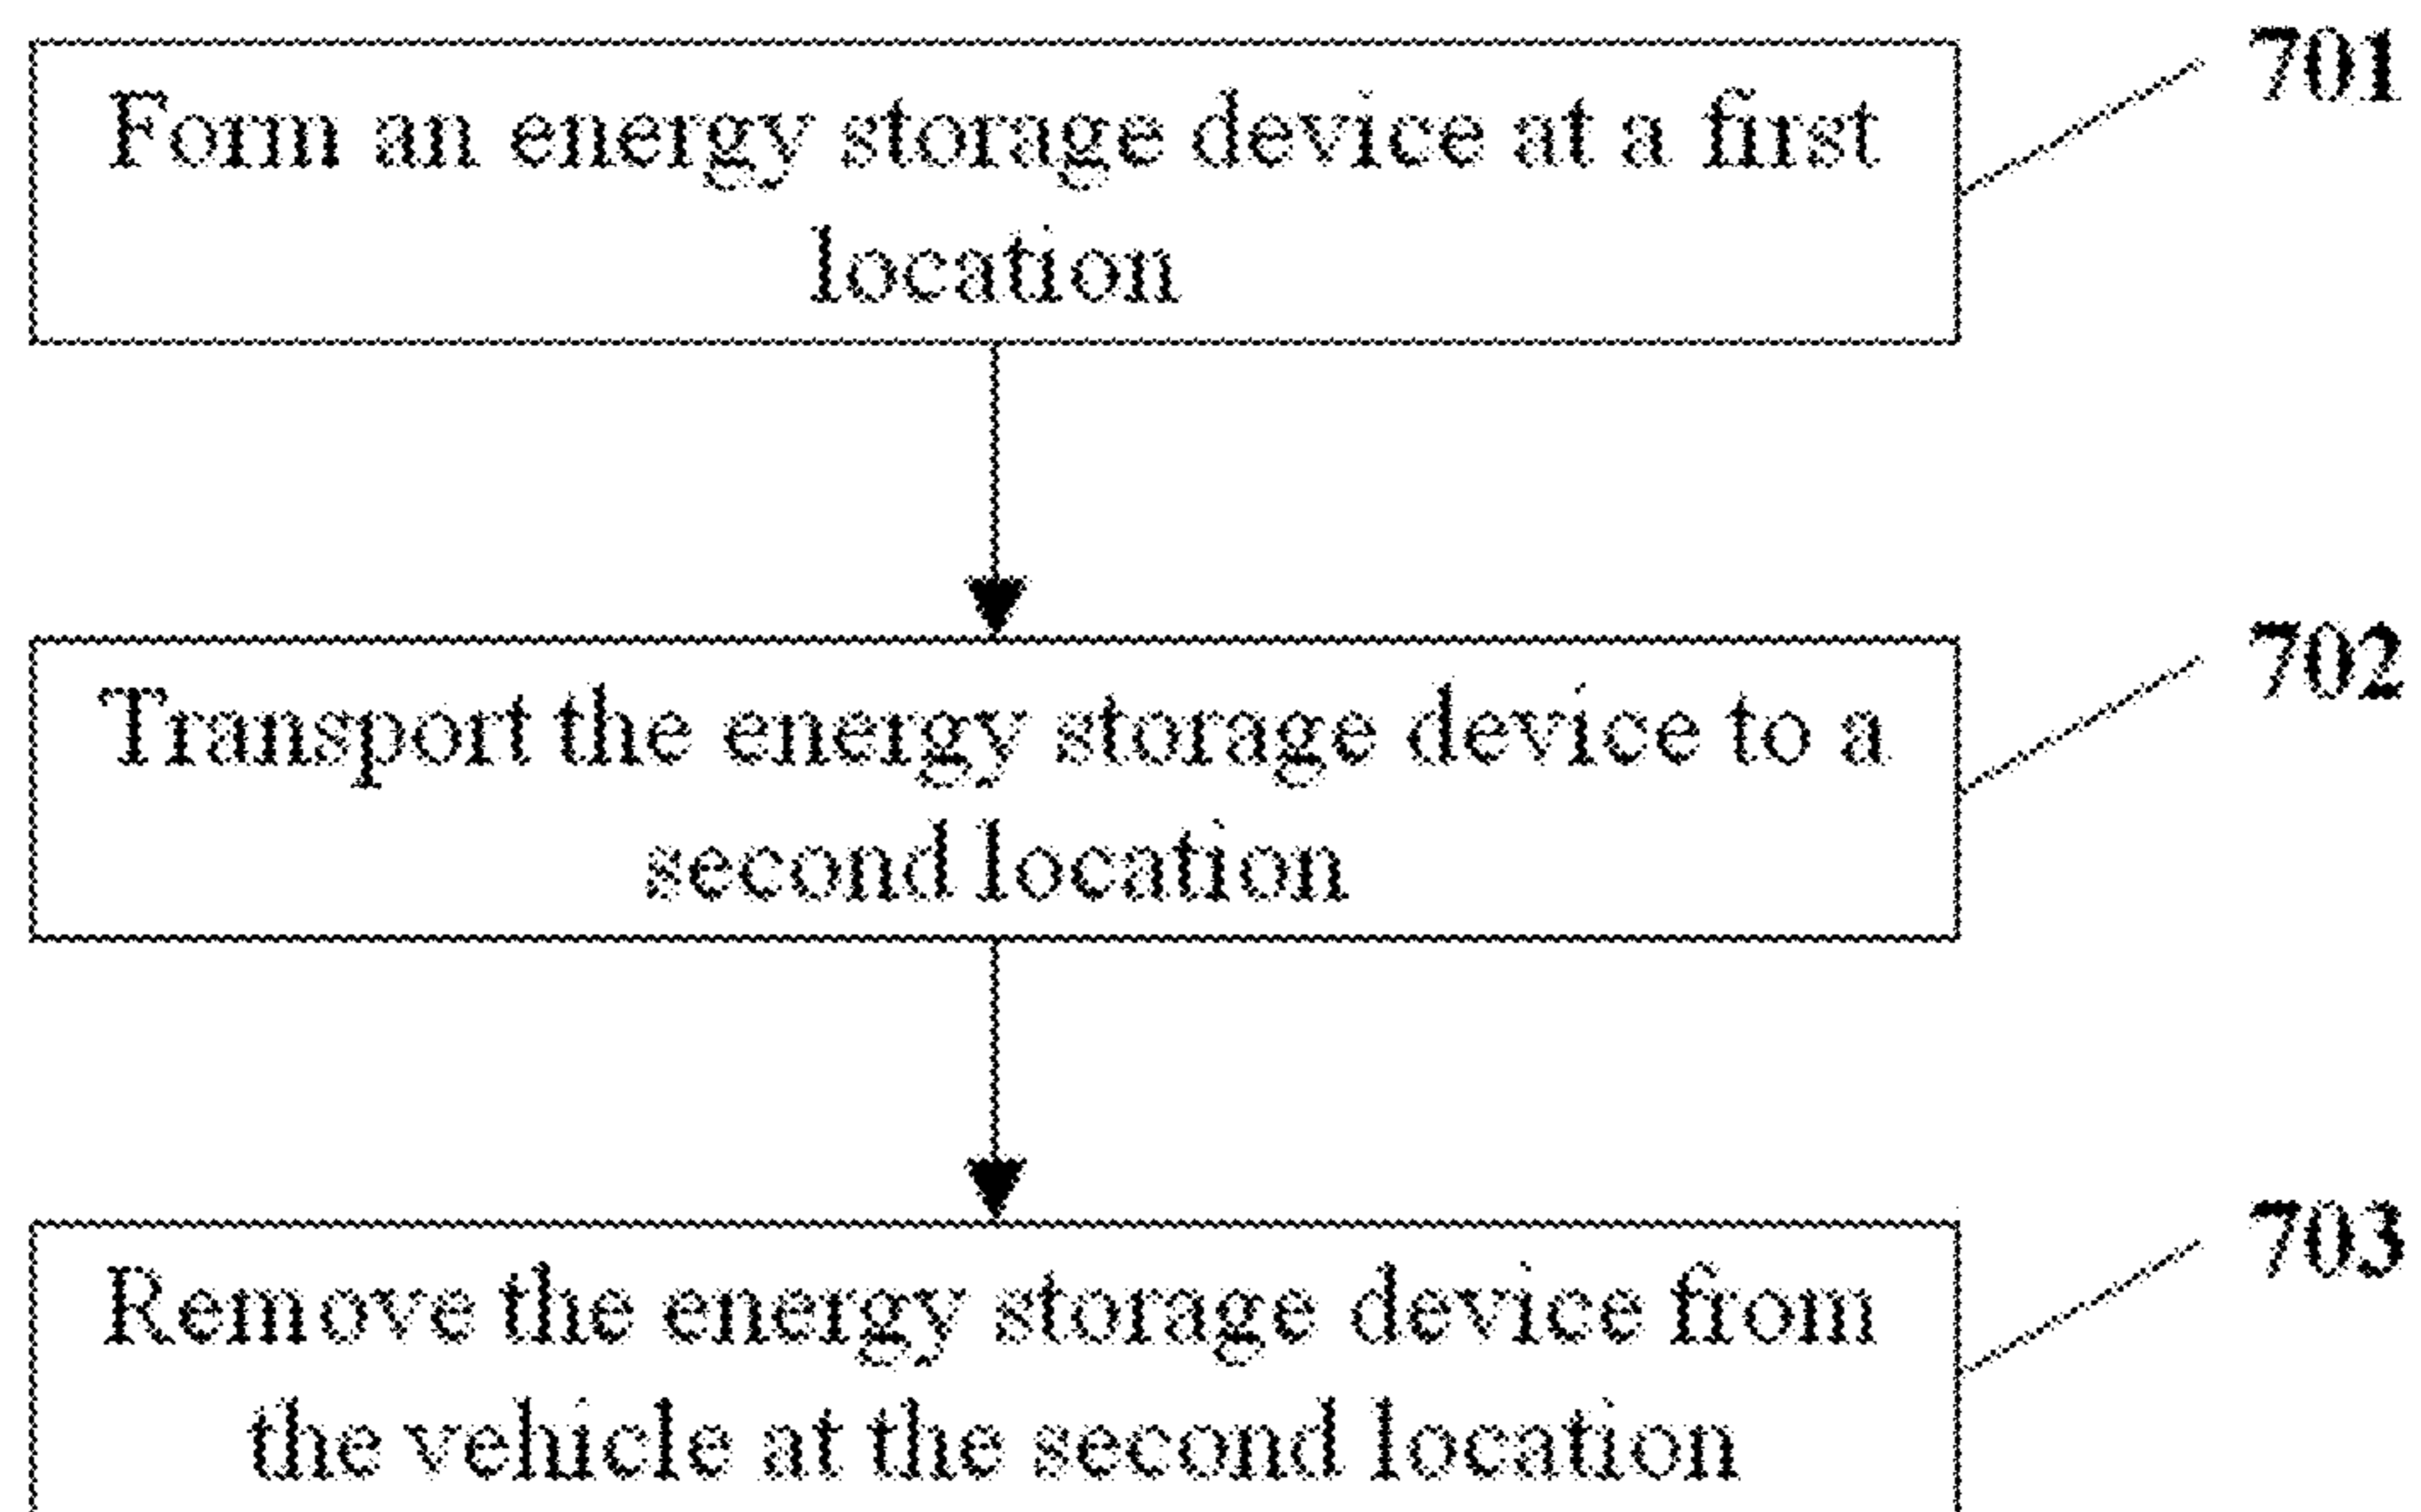 701
Form an energy storage device at a first
location
702
Transport the energy storage device to a
second location
703
Remove the energy storage device from
the vehicle at the second location